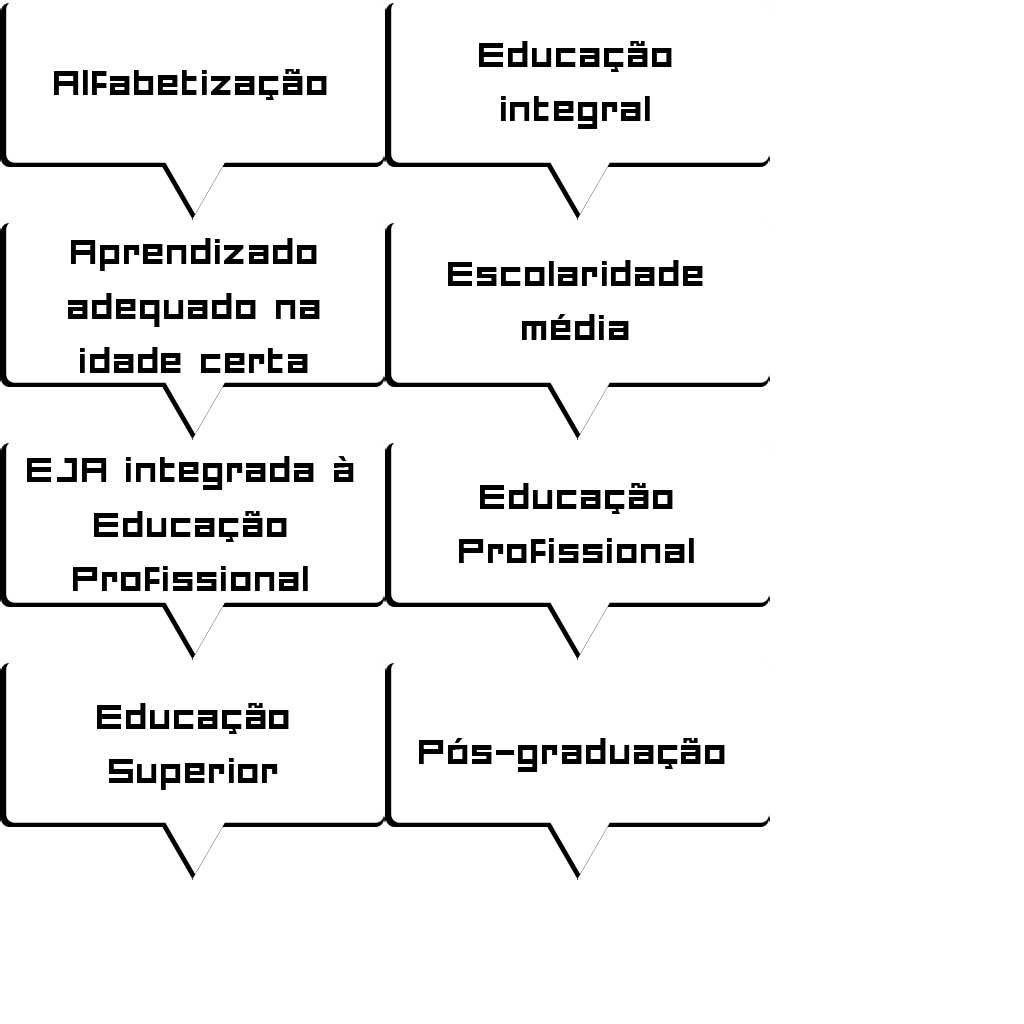 Alfabetização
Educação
integral
Aprendizado
adequado na
idade certa
Escolaridade
média
EJA integrada à
Educação
Profissional
Educação
Profissional
Educação
Superior
Pós-graduação